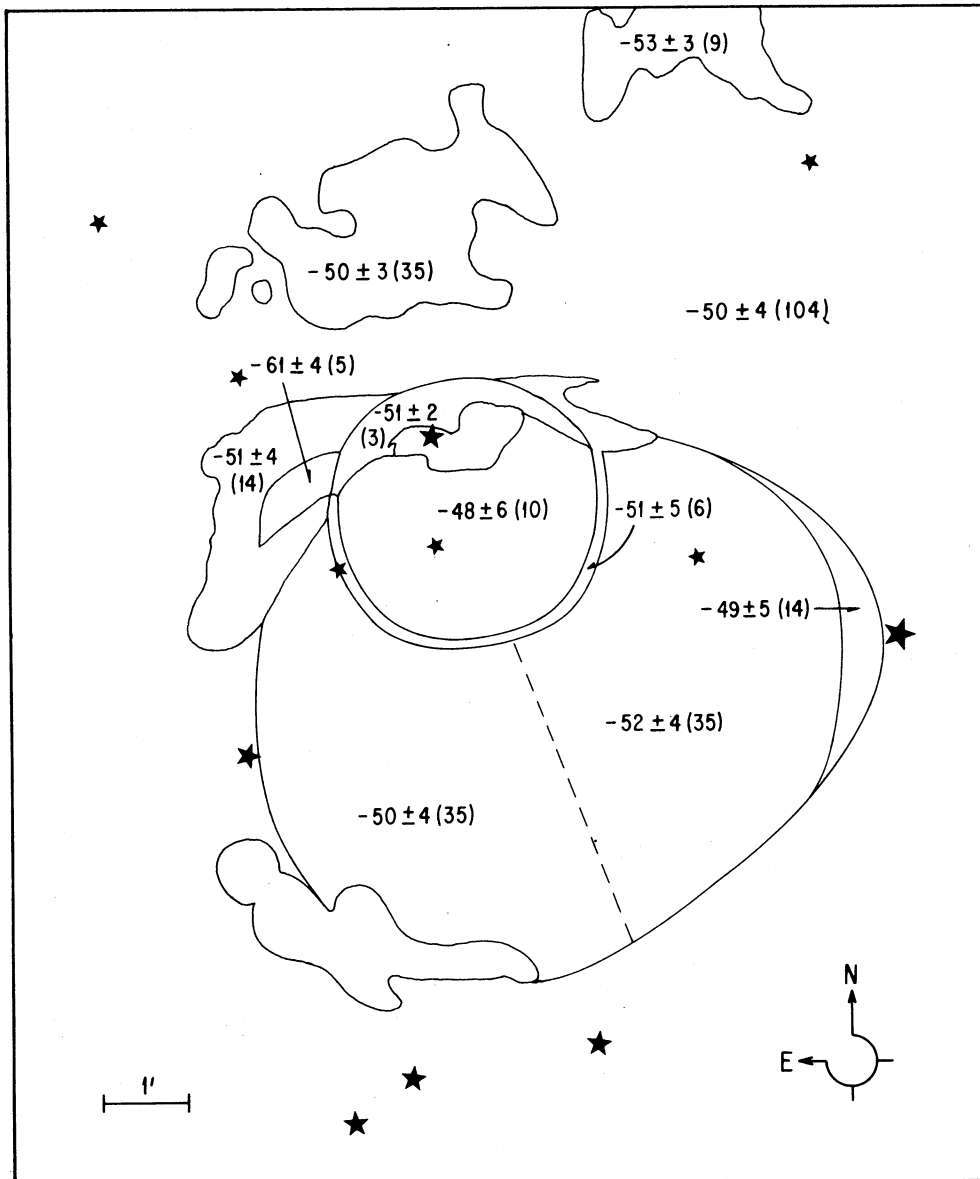 -53 ± 3 (9)
-50 ± 3 (35)
-50 ± 4 (104)
-61 ± 4 (5)
-51 ± 2
(3)
-51 ± 4
(14)
-48 ± 6 (10)
-51 ± 5 (6)
-49 ± 5 (14)
-52 ± 4 (35)
-50 ± 4 (35)
N
E
1'